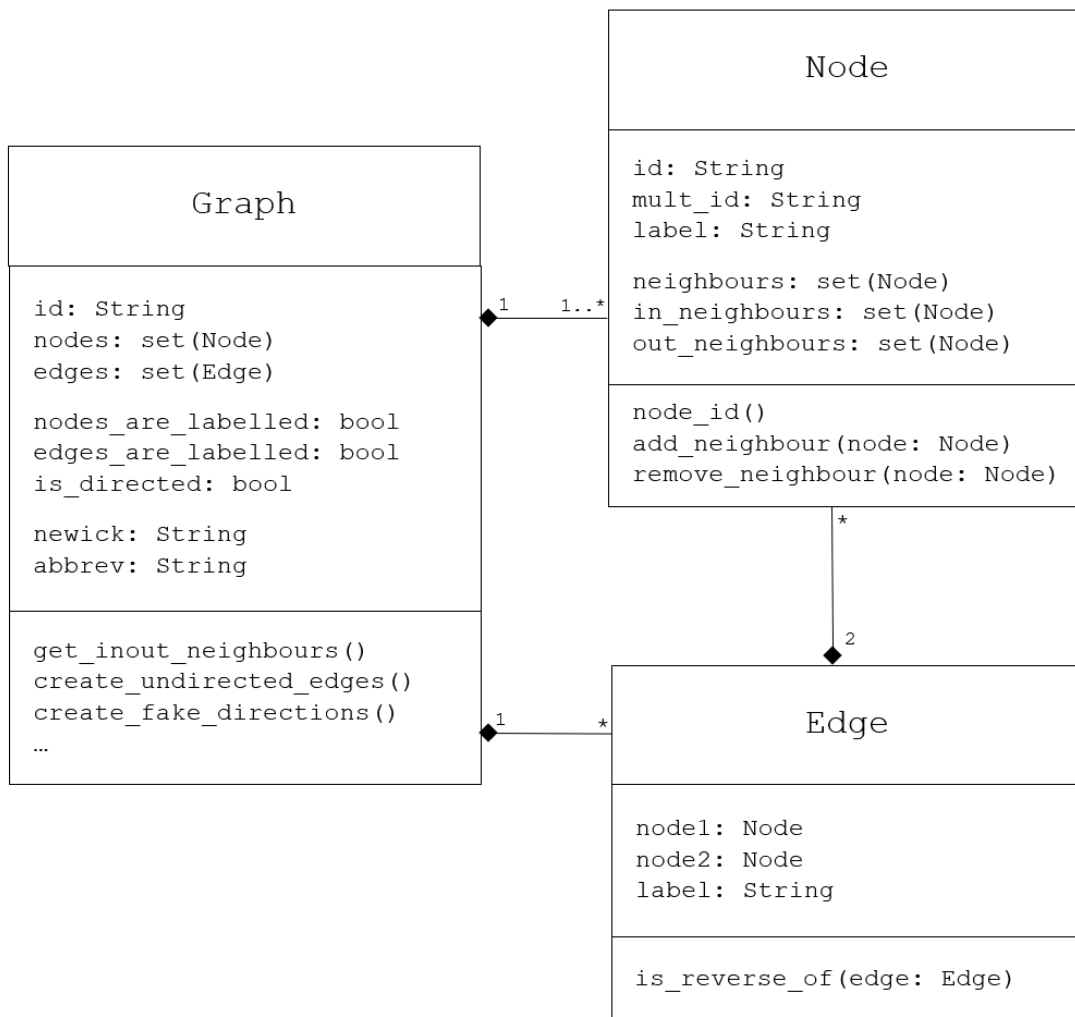 Node
id: String
mult_id: String
label: String
neighbours: set(Node)
in_neighbours: set(Node)
out_neighbours: set(Node)
node_id()
add_neighbour(node: Node)
remove_neighbour(node: Node)
Graph
id: String
nodes: set(Node)
edges: set(Edge)
nodes_are_labelled: bool
edges_are_labelled: bool
is_directed: bool
newick: String
abbrev: String
get_inout_neighbours()
create_undirected_edges()
create_fake_directions()
…
1 1..*
*
2
1 *
Edge
node1: Node
node2: Node
label: String
is_reverse_of(edge: Edge)